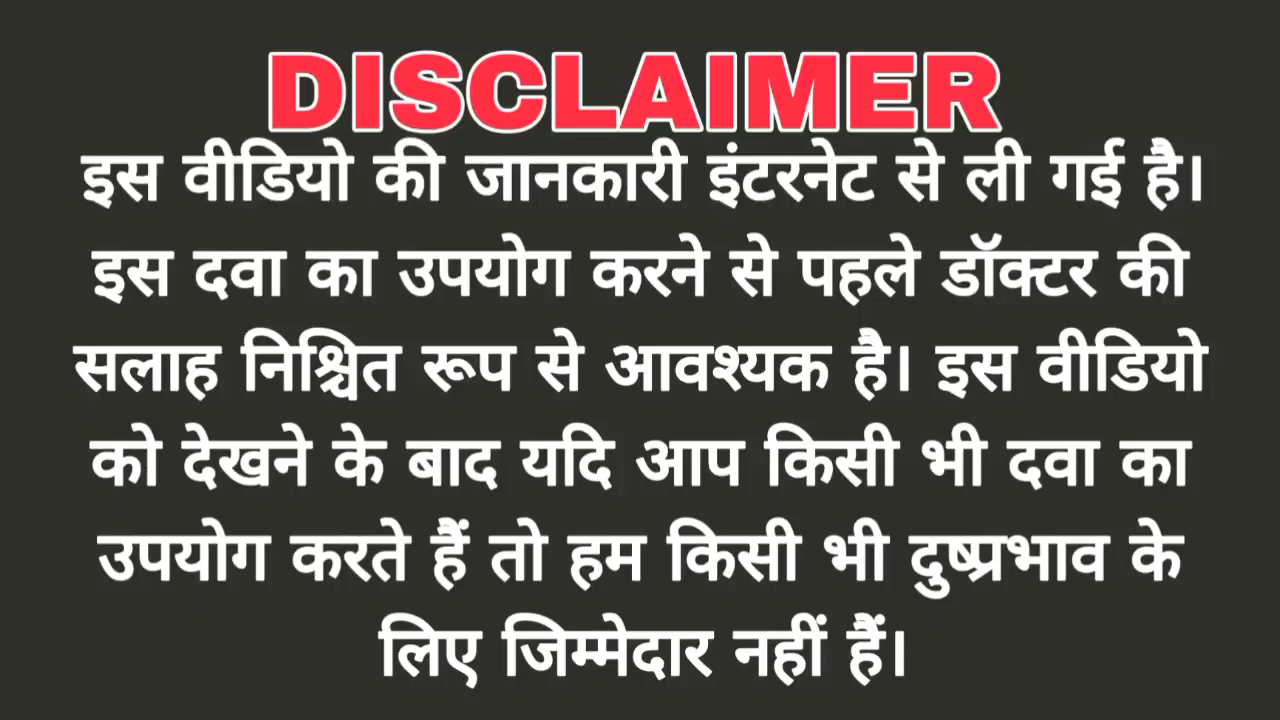 DISCLAIMER
इस वीडियो की जानकारी इंटरनेट से ली गई है।
इस दवा का उपयोग करने से पहले डॉक्टर की
सलाह निश्चित रूप से आवश्यक है। इस वीडियो
को देखने के बाद यदि आप किसी भी दवा का
उपयोग करते हैं तो हम किसी भी दुष्प्रभाव के
लिए जिम्मेदार नहीं हैं।